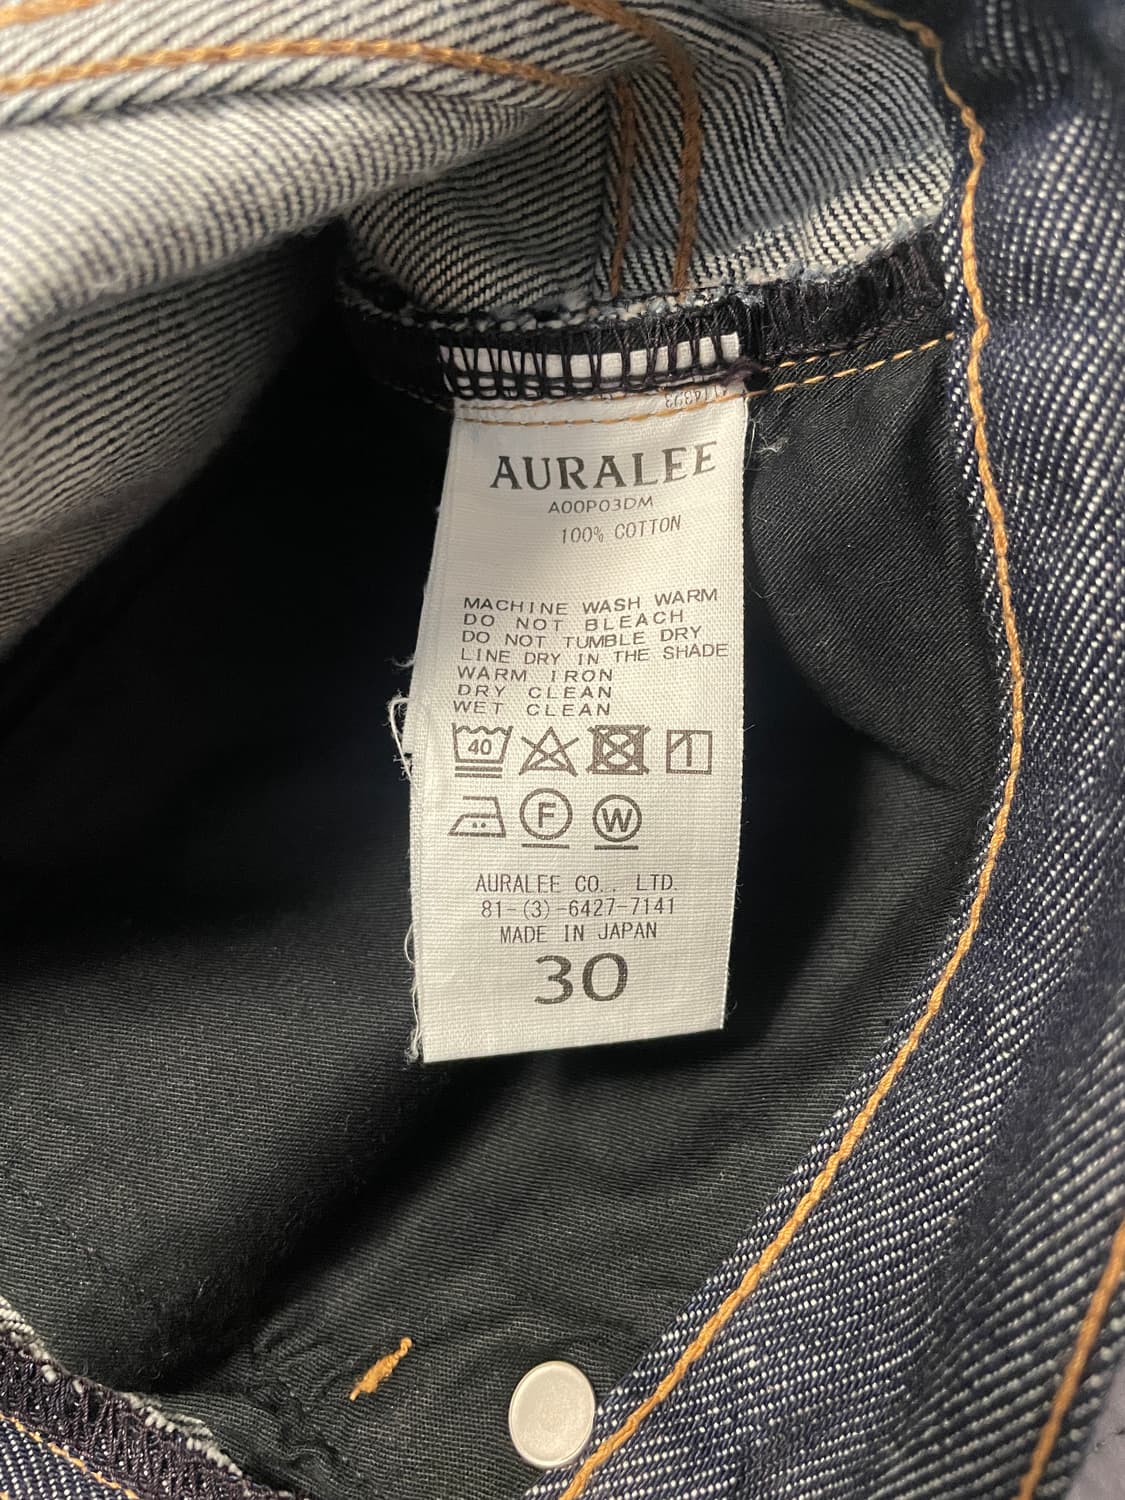 AURALEE
A00P03DM
100% COTTON
MACHINE WASH WARM
DO NOT BLEACH
DO NOT TUMBLE DRY
LINE DRY IN THE SHADE
WARM IRON
DRY CLEAN
WET CLEAN
40
F
W
AURALEE CO., LTD.
81-(3)-6427-7141
MADE IN JAPAN
30